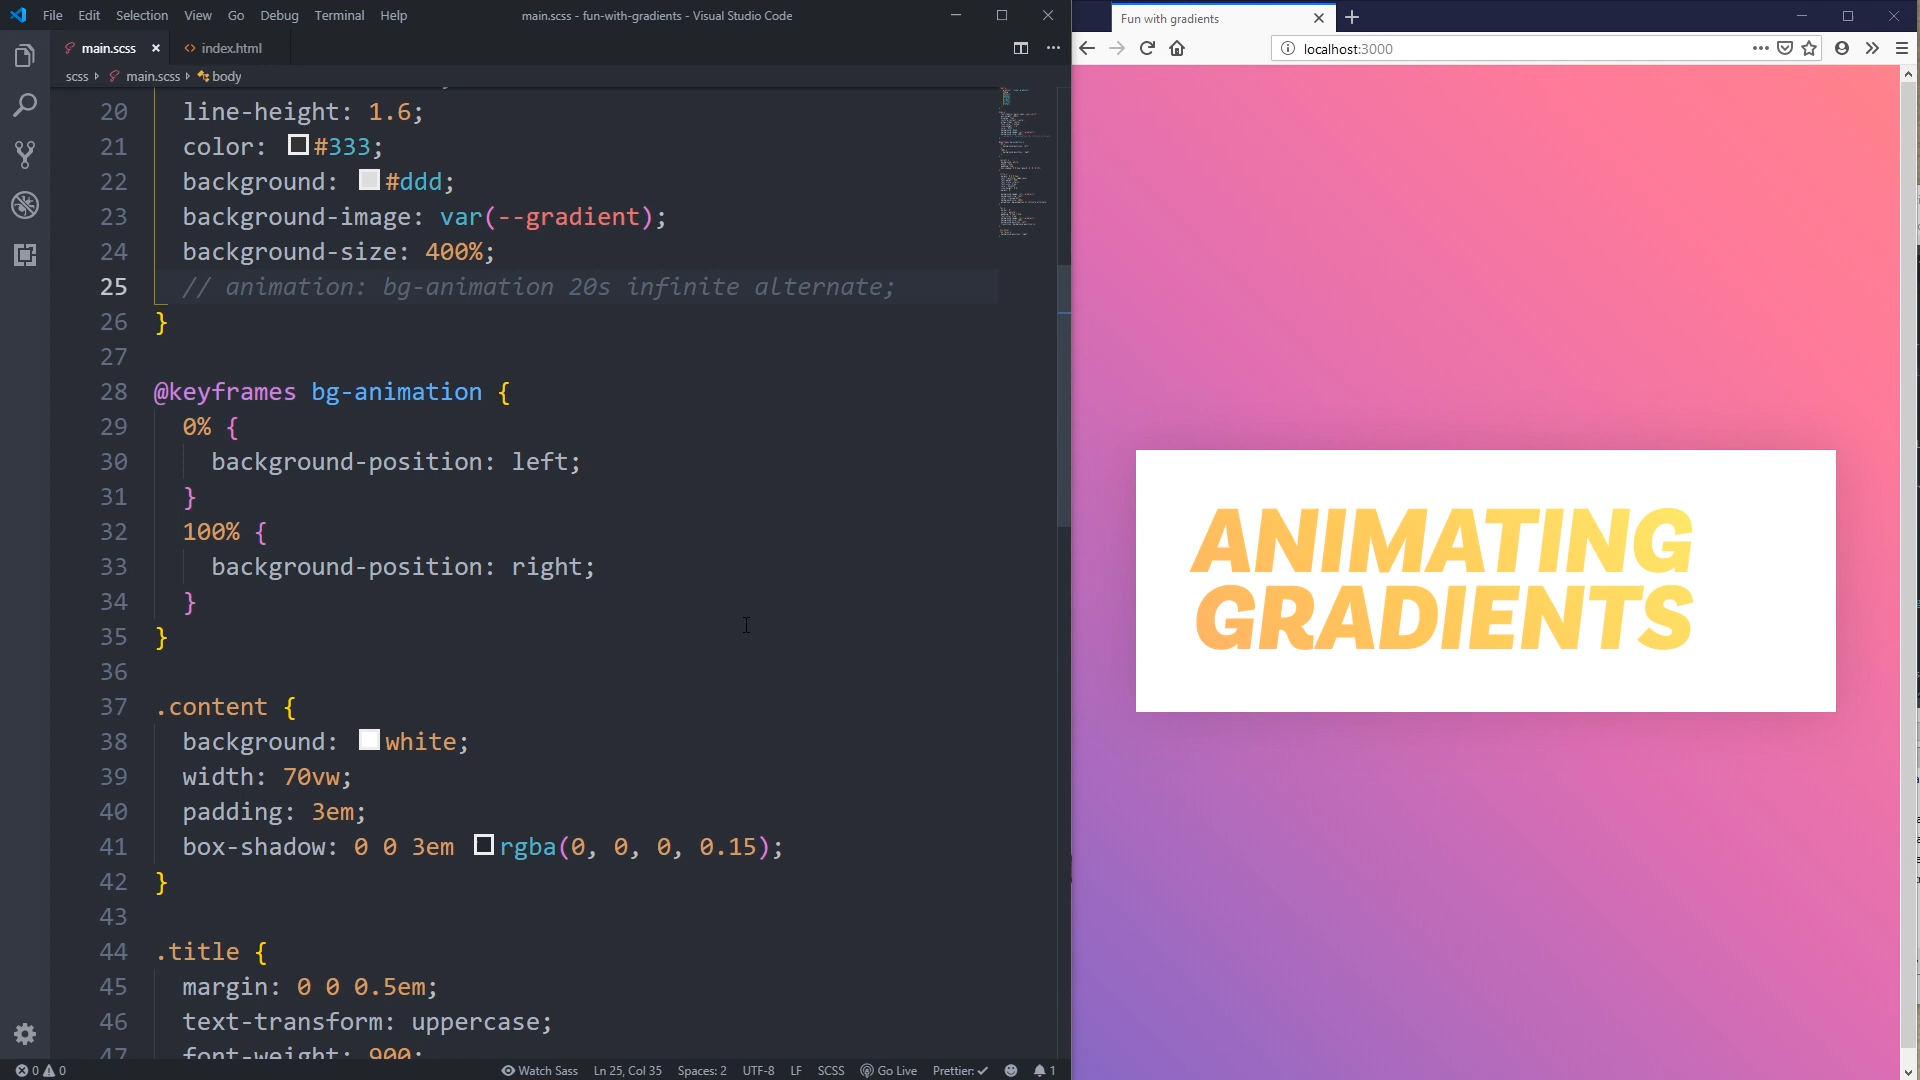 File Edit Selection View Go Debug Terminal Help
main.scss - fun-with-gradients - Visual Studio Code
main.scss
index.html
scss main.scss body
20 line-height: 1.6;
21 color: #333;
22 background: #ddd;
23 background-image: var(--gradient);
24 background-size: 400%;
25 // animation: bg-animation 20s infinite alternate;
26 }
27
28 @keyframes bg-animation {
29 0% {
30 background-position: left;
31 }
32 100% {
33 background-position: right;
34 }
35 }
36
37 .content {
38 background: white;
39 width: 70vw;
40 padding: 3em;
41 box-shadow: 0 0 3em rgba(0, 0, 0, 0.15);
42 }
43
44 .title {
45 margin: 0 0 0.5em;
46 text-transform: uppercase;
47 font-weight: 900;
0 0 Watch Sass Ln 25, Col 35 Spaces: 2 UTF-8 LF SCSS Go Live Prettier: ✓ 1
Fun with gradients
localhost:3000
ANIMATING
GRADIENTS